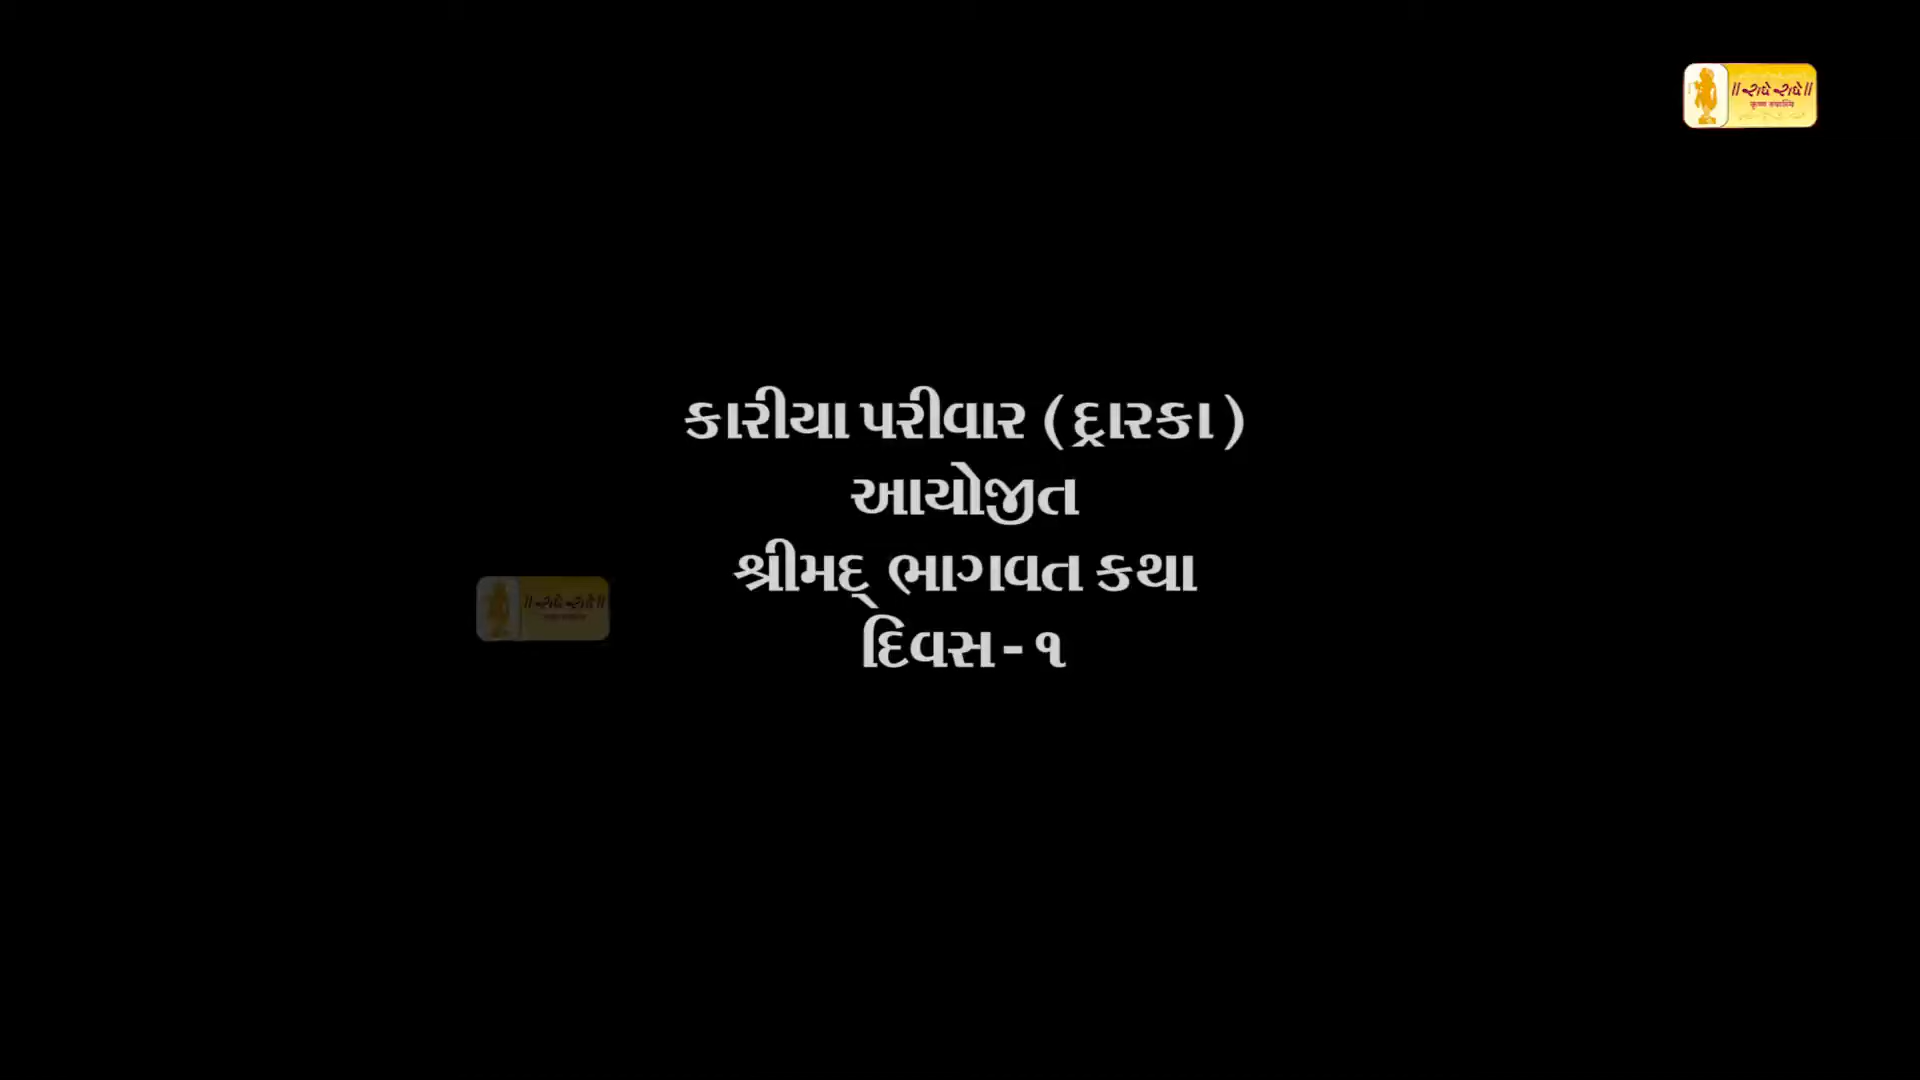 ॥રાધે રાધે॥
કારીયા પરીવાર ( દ્રારકા )
આયોજીત
શ્રીમદ્ ભાગવત કથા
॥રાધે રાધે॥
દિવસ - ૧